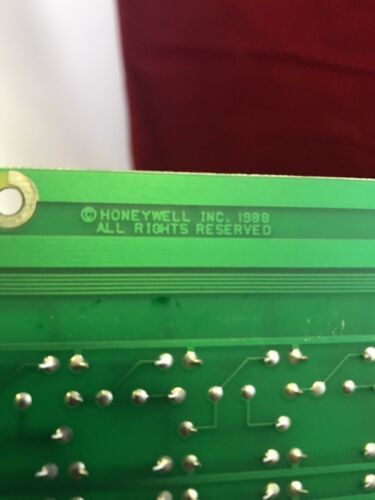 © HONEYWELL INC. 1988
ALL RIGHTS RESERVED